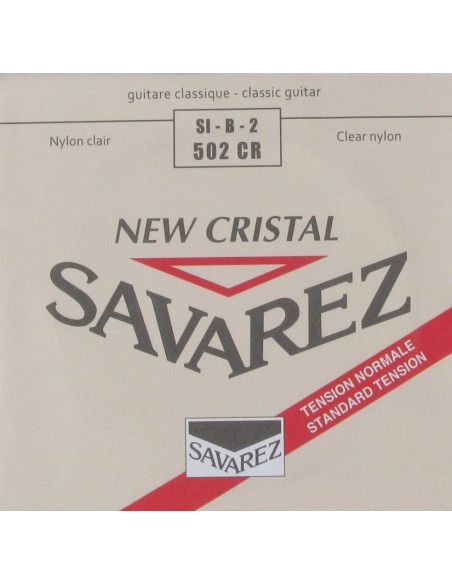 guitare classique - classic guitar
SI - B - 2
502 CR
Nylon clair
Clear nylon
NEW CRISTAL
SAVAREZ
TENSION NORMALE
STANDARD TENSION
SAVAREZ